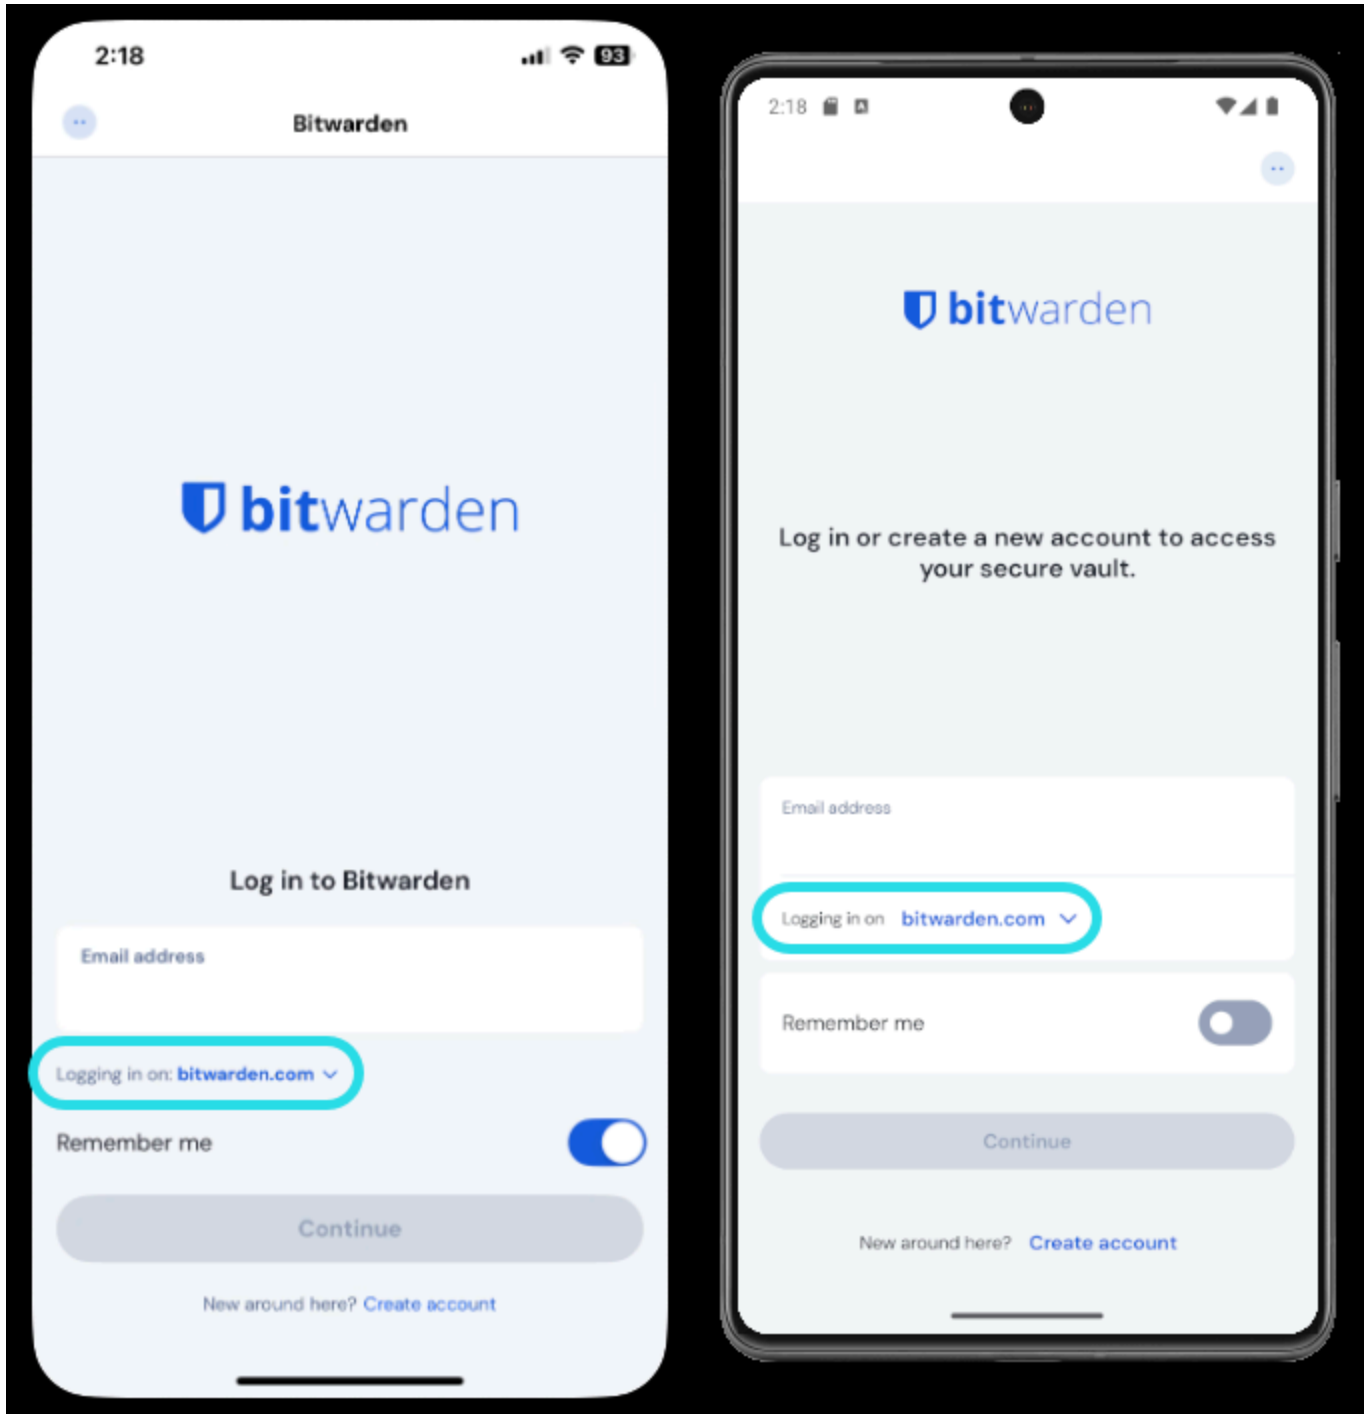 2:18
93
Bitwarden
bitwarden
Log in to Bitwarden
Email address
Logging in on: bitwarden.com
Remember me
Continue
New around here? Create account
2:18
bitwarden
Log in or create a new account to access
your secure vault.
Email address
Logging in on bitwarden.com
Remember me
Continue
New around here? Create account